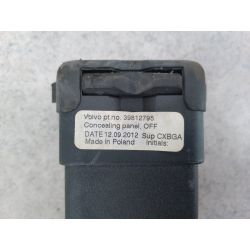 Volvo pt no. 39812795
Concealing panel, OFF
DATE 12.09.2012 Sup CXBGA
Made in Poland Initials: